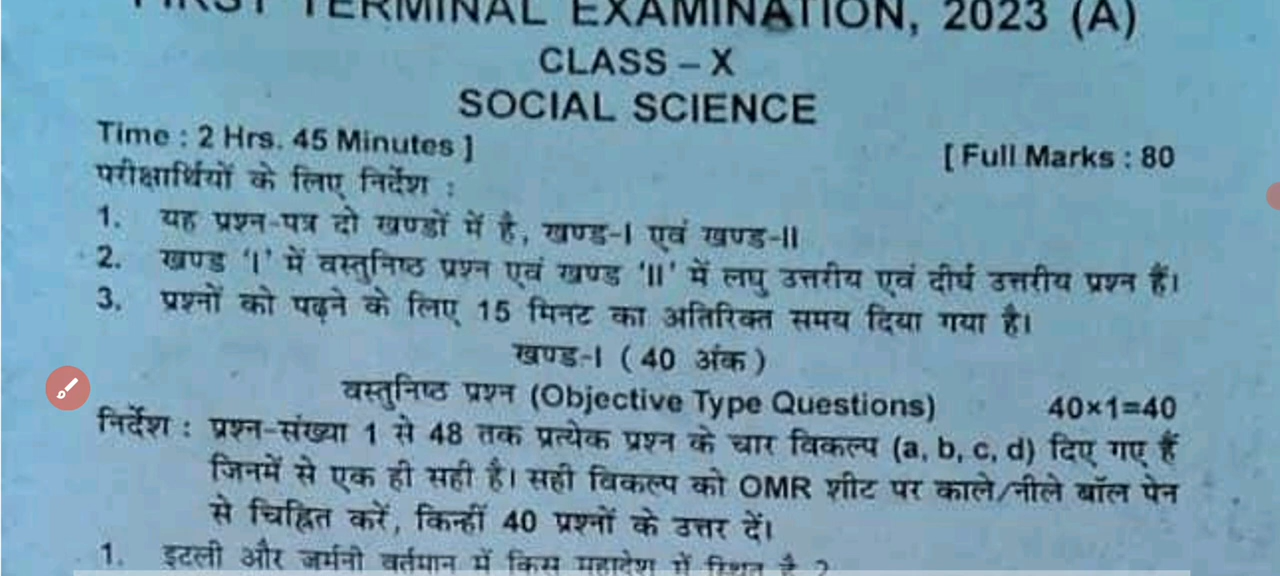 FIRST TERMINAL EXAMINATION, 2023 (A)
CLASS – X
SOCIAL SCIENCE
Time : 2 Hrs. 45 Minutes ]
[ Full Marks : 80
परीक्षार्थियों के लिए निर्देश :
1. यह प्रश्न-पत्र दो खण्डों में है, खण्ड-I एवं खण्ड-II
2. खण्ड 'I' में वस्तुनिष्ठ प्रश्न एवं खण्ड 'II' में लघु उत्तरीय एवं दीर्घ उत्तरीय प्रश्न हैं।
3. प्रश्नों को पढ़ने के लिए 15 मिनट का अतिरिक्त समय दिया गया है।
खण्ड-I ( 40 अंक )
वस्तुनिष्ठ प्रश्न (Objective Type Questions) 40×1=40
निर्देश : प्रश्न-संख्या 1 से 48 तक प्रत्येक प्रश्न के चार विकल्प (a, b, c, d) दिए गए हैं
जिनमें से एक ही सही है। सही विकल्प को OMR शीट पर काले/नीले बॉल पेन
से चिह्नित करें, किन्हीं 40 प्रश्नों के उत्तर दें।
1. इटली और जर्मनी वर्तमान में किस महादेश में स्थित है ?